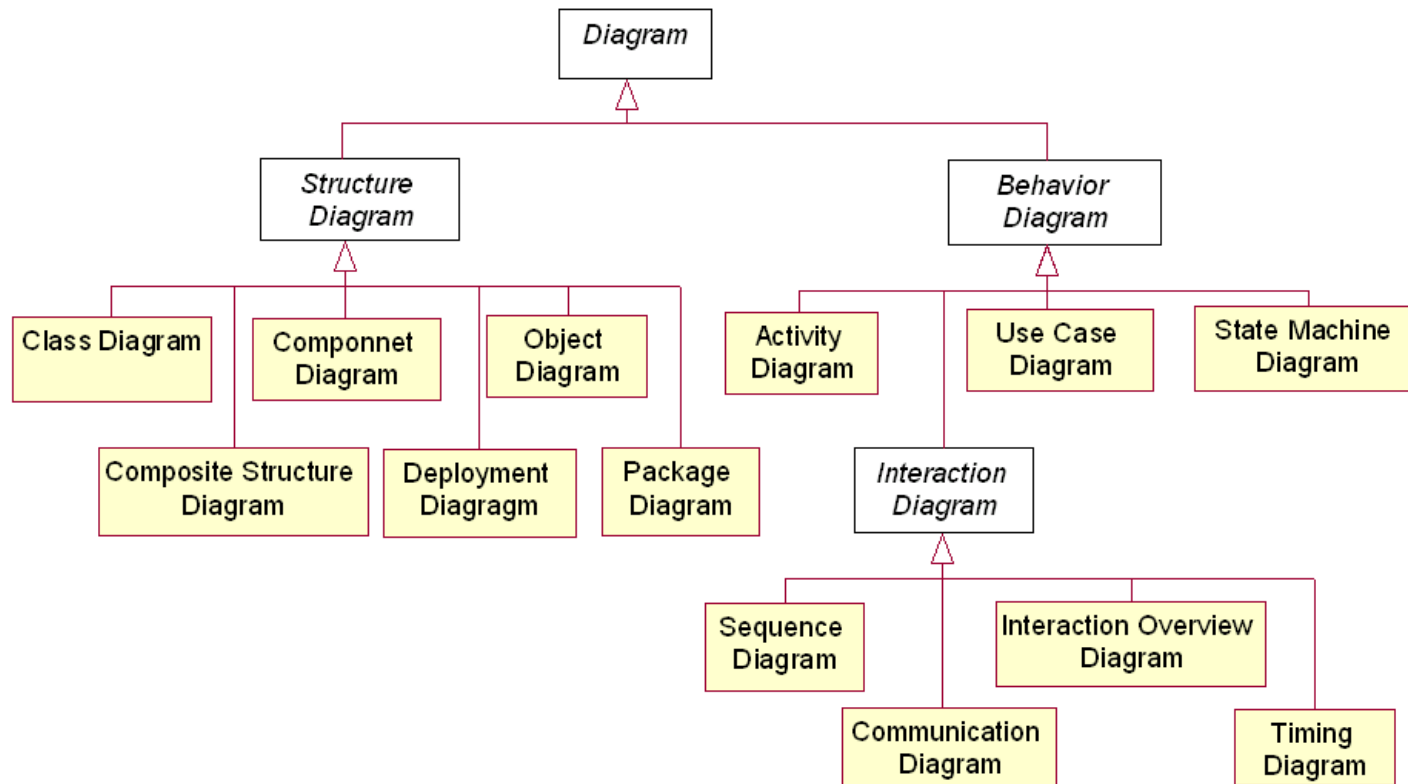 Diagram
Structure
Diagram
Behavior
Diagram
Class Diagram
Componnet
Diagram
Object
Diagram
Activity
Diagram
Use Case
Diagram
State Machine
Diagram
Composite Structure
Diagram
Deployment
Diagragm
Package
Diagram
Interaction
Diagram
Sequence
Diagram
Interaction Overview
Diagram
Communication
Diagram
Timing
Diagram